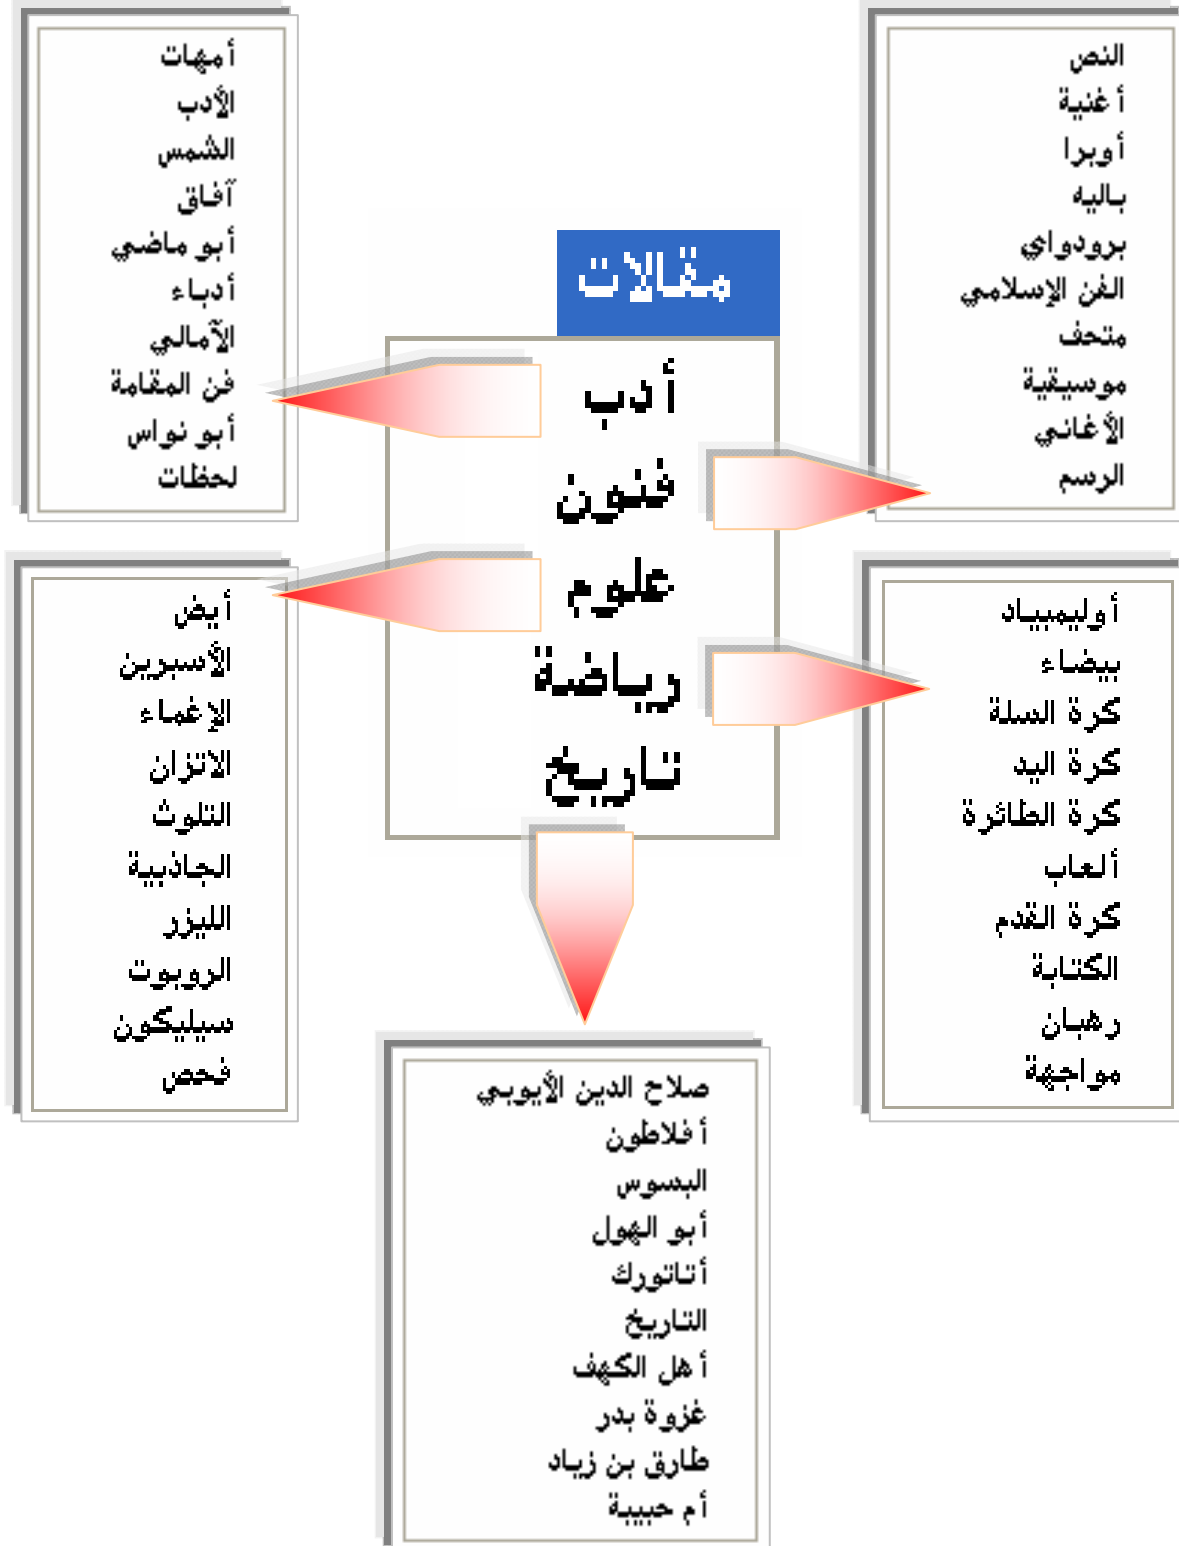 مقالات
أدب
فنون
علوم
رياضة
تاريخ
النص
أغنية
أوبرا
باليه
برودواي
الفن الإسلامي
متحف
موسيقية
الأغاني
الرسم
أمهات
الأدب
الشمس
آفاق
أبو ماضي
أدباء
الآمالي
فن المقامة
أبو نواس
لحظات
أوليمبياد
بيضاء
كرة السلة
كرة اليد
كرة الطائرة
ألعاب
كرة القدم
الكتابة
رهبان
مواجهة
أيض
الأسبرين
الإغماء
الاتزان
التلوث
الجاذبية
الليزر
الروبوت
سيليكون
فحص
صلاح الدين الأيوبي
أفلاطون
البسوس
أبو الهول
أتاتورك
التاريخ
أهل الكهف
غزوة بدر
طارق بن زياد
أم حبيبة